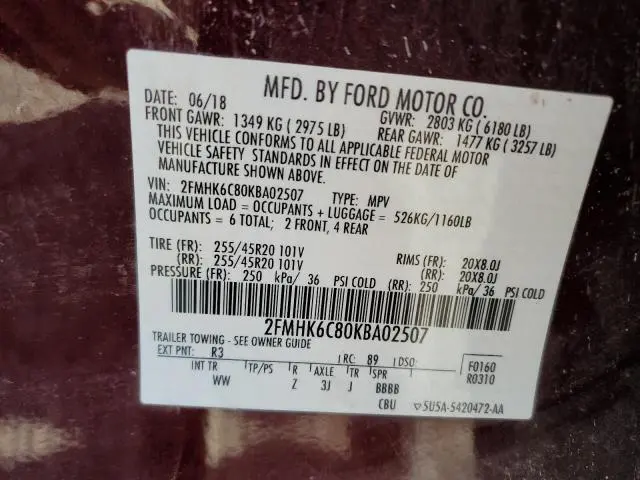 MFD. BY FORD MOTOR CO.
DATE: 06/18 GVWR: 2803 KG ( 6180 LB)
FRONT GAWR: 1349 KG ( 2975 LB) REAR GAWR: 1477 KG ( 3257 LB)
THIS VEHICLE CONFORMS TO ALL APPLICABLE FEDERAL MOTOR
VEHICLE SAFETY STANDARDS IN EFFECT ON THE DATE OF
MANUFACTURE SHOWN ABOVE.
VIN: 2FMHK6C80KBA02507 TYPE: MPV
MAXIMUM LOAD = OCCUPANTS + LUGGAGE = 526KG/1160LB
OCCUPANTS = 6 TOTAL; 2 FRONT, 4 REAR
TIRE (FR): 255/45R20 101V RIMS (FR): 20X8.0J
(RR): 255/45R20 101V (RR): 20X8.0J
PRESSURE (FR): 250 kPa/ 36 PSI COLD (RR): 250 kPa/ 36 PSI COLD
2FMHK6C80KBA02507
TRAILER TOWING - SEE OWNER GUIDE
EXT PNT: R3 RC: 89 DSO: F0160
INT TR TP/PS R AXLE TR SPR R0310
WW Z 3J J BBBB
CBU 5U5A-5420472-AA